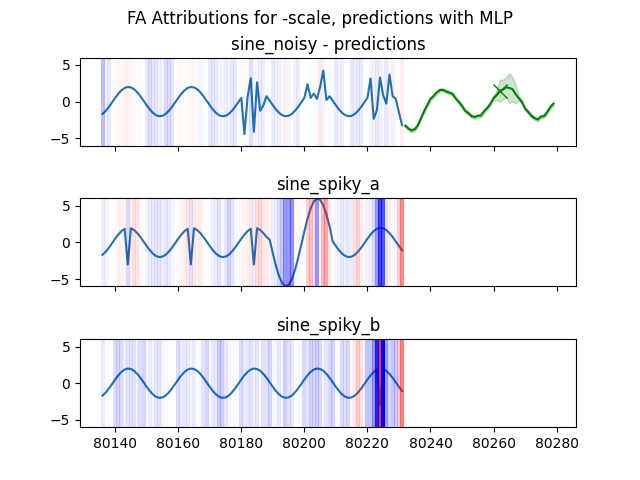 FA Attributions for -scale, predictions with MLP
sine_noisy - predictions
5
0
−5
sine_spiky_a
5
0
−5
sine_spiky_b
5
0
−5
80140 80160 80180 80200 80220 80240 80260 80280